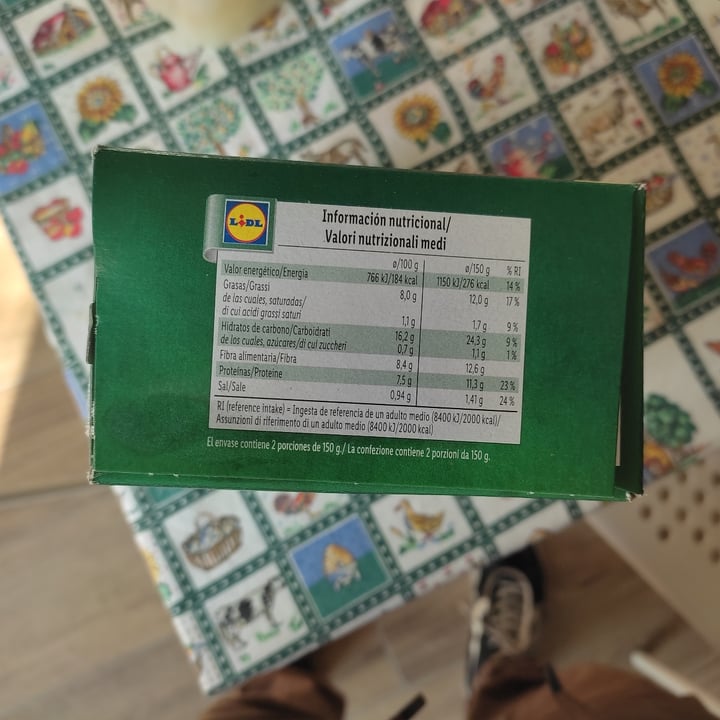 LIDL
Información nutricional/
Valori nutrizionali medi
ø/100 g ø/150 g % RI
Valor energético/Energia 766 kJ/184 kcal 1150 kJ/276 kcal 14 %
Grasas/Grassi 8,0 g 12,0 g 17 %
de las cuales, saturadas/
di cui acidi grassi saturi 1,1 g 1,7 g 9 %
Hidratos de carbono/Carboidrati 16,2 g 24,3 g 9 %
de los cuales, azúcares/di cui zuccheri 0,7 g 1,1 g 1 %
Fibra alimentaria/Fibra 8,4 g 12,6 g
Proteínas/Proteine 7,5 g 11,3 g 23 %
Sal/Sale 0,94 g 1,41 g 24 %
RI (reference intake) = Ingesta de referencia de un adulto medio (8400 kJ/2000 kcal)/
Assunzioni di riferimento di un adulto medio (8400 kJ/2000 kcal)
El envase contiene 2 porciones de 150 g./ La confezione contiene 2 porzioni da 150 g.